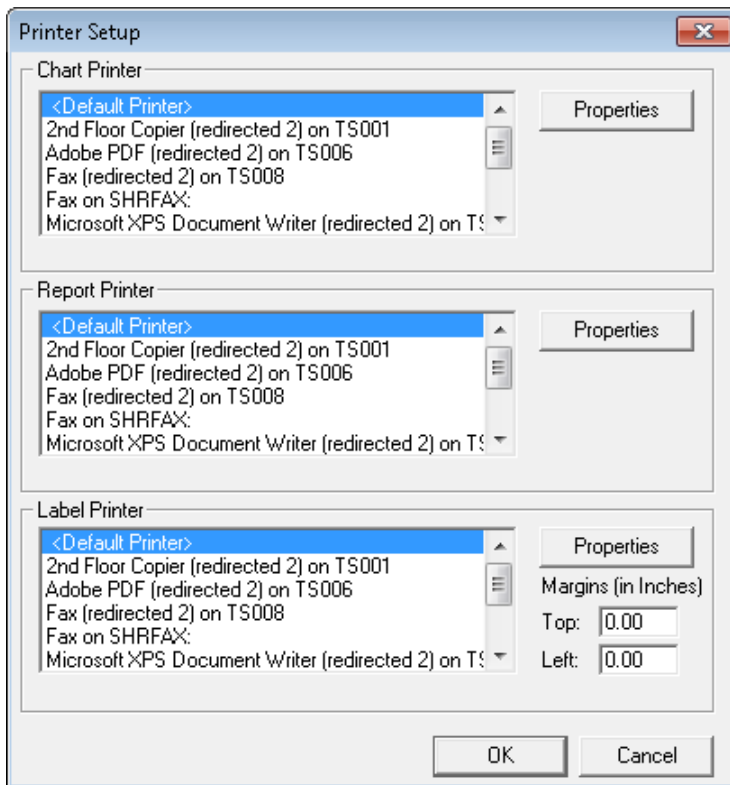 Printer Setup
Chart Printer
<Default Printer>
2nd Floor Copier (redirected 2) on TS001
Adobe PDF (redirected 2) on TS006
Fax (redirected 2) on TS008
Fax on SHRFAX:
Microsoft XPS Document Writer (redirected 2) on
Properties
Report Printer
<Default Printer>
2nd Floor Copier (redirected 2) on TS001
Adobe PDF (redirected 2) on TS006
Fax (redirected 2) on TS008
Fax on SHRFAX:
Microsoft XPS Document Writer (redirected 2) on
Properties
Label Printer
<Default Printer>
2nd Floor Copier (redirected 2) on TS001
Adobe PDF (redirected 2) on TS006
Fax (redirected 2) on TS008
Fax on SHRFAX:
Microsoft XPS Document Writer (redirected 2) on
Properties
Margins (in Inches)
Top: 0.00
Left: 0.00
OK Cancel